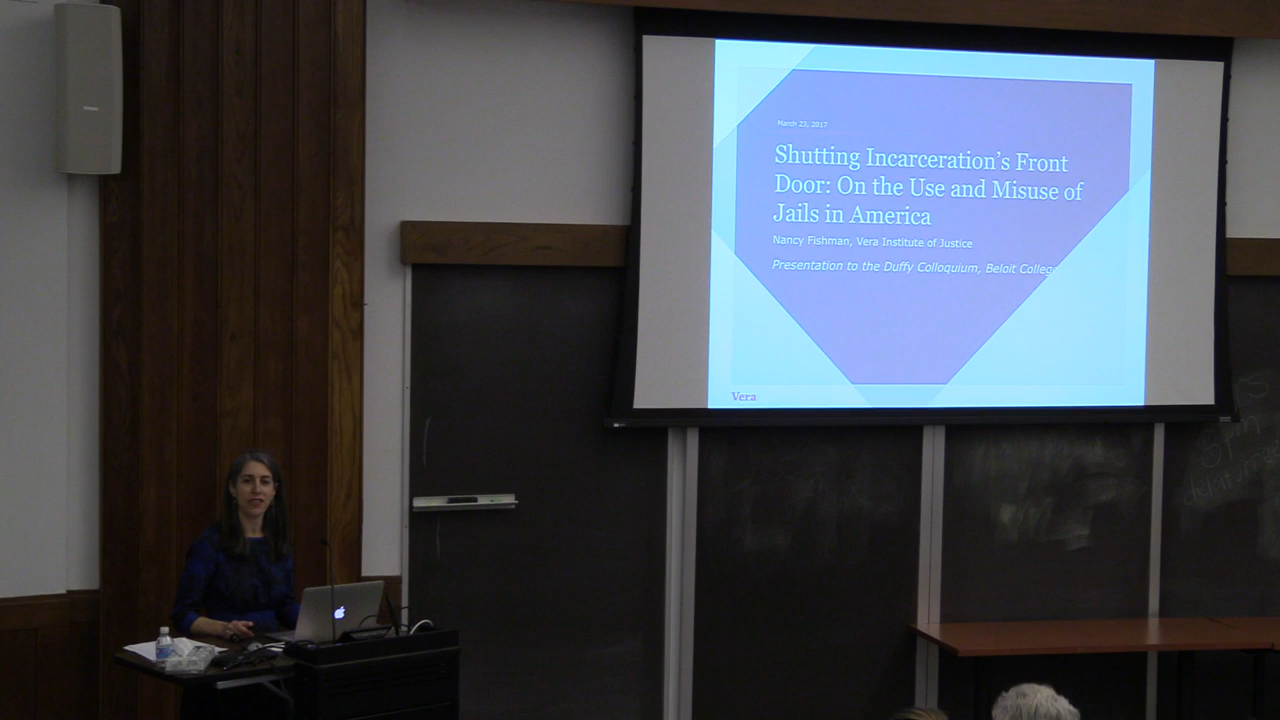 March 23, 2017
Shutting Incarceration's Front
Door: On the Use and Misuse of
Jails in America
Nancy Fishman, Vera Institute of Justice
Presentation to the Duffy Colloquium, Beloit College
Vera
3pm